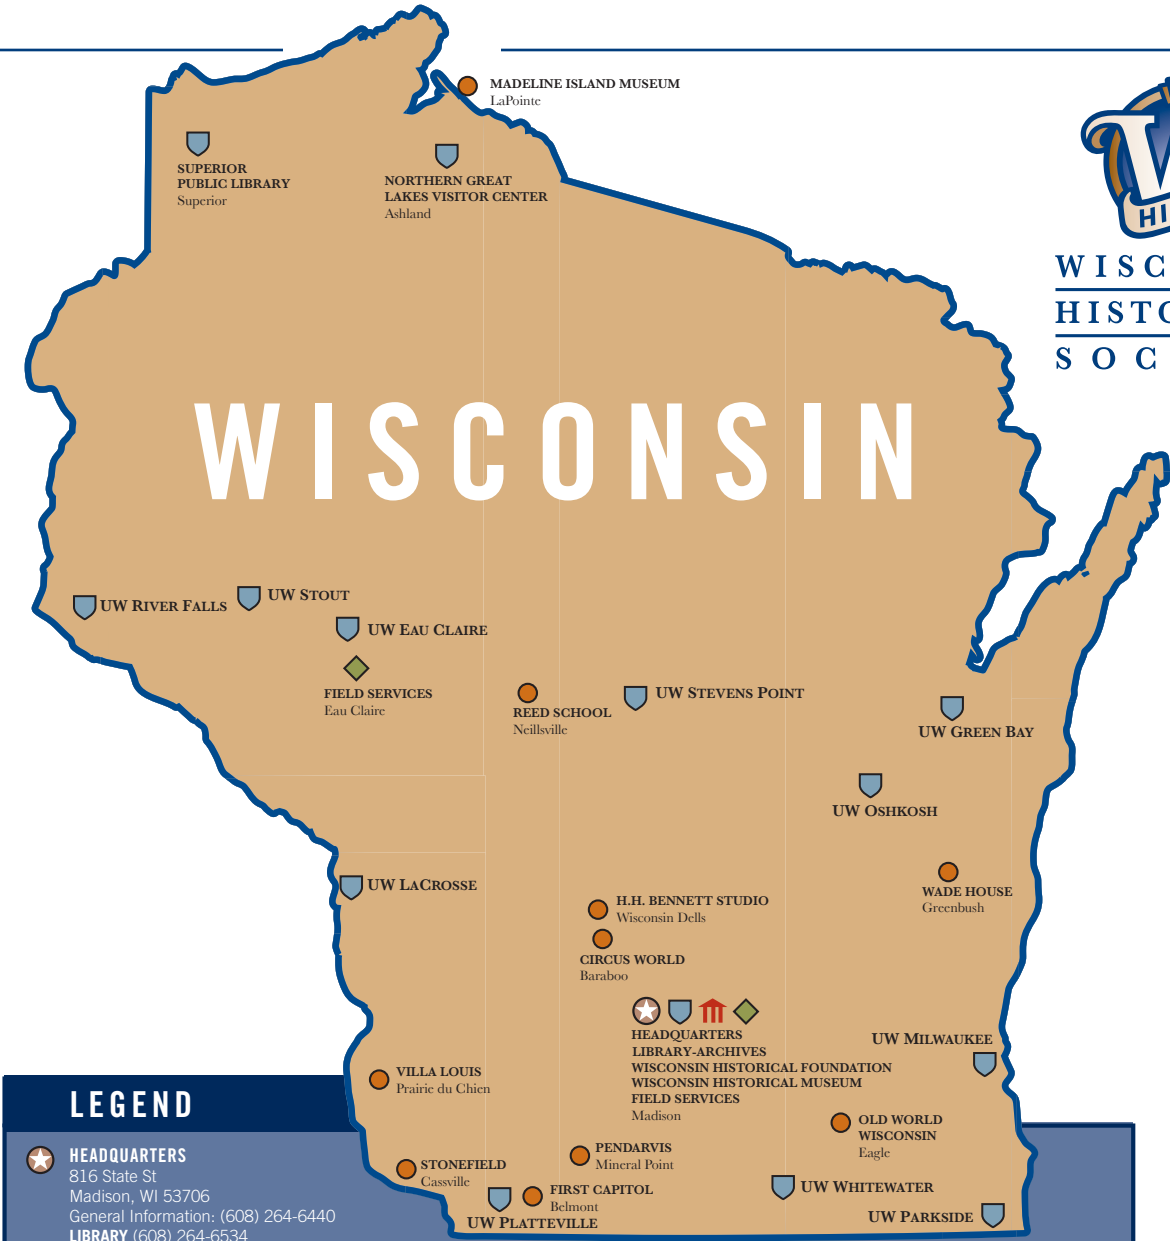 MADELINE ISLAND MUSEUM
LaPointe
SUPERIOR
PUBLIC LIBRARY
Superior
NORTHERN GREAT
LAKES VISITOR CENTER
Ashland
HI
WISC
HISTO
SOC
WISCONSIN
UW RIVER FALLS
UW STOUT
UW EAU CLAIRE
FIELD SERVICES
Eau Claire
REED SCHOOL
Neillsville
UW STEVENS POINT
UW GREEN BAY
UW OSHKOSH
UW LACROSSE
WADE HOUSE
Greenbush
H.H. BENNETT STUDIO
Wisconsin Dells
CIRCUS WORLD
Baraboo
HEADQUARTERS
LIBRARY-ARCHIVES
WISCONSIN HISTORICAL FOUNDATION
WISCONSIN HISTORICAL MUSEUM
FIELD SERVICES
Madison
UW MILWAUKEE
VILLA LOUIS
Prairie du Chien
OLD WORLD
WISCONSIN
Eagle
PENDARVIS
Mineral Point
STONEFIELD
Cassville
FIRST CAPITOL
Belmont
UW PLATTEVILLE
UW WHITEWATER
UW PARKSIDE
LEGEND
HEADQUARTERS
816 State St
Madison, WI 53706
General Information: (608) 264-6440
LIBRARY (608) 264-6534